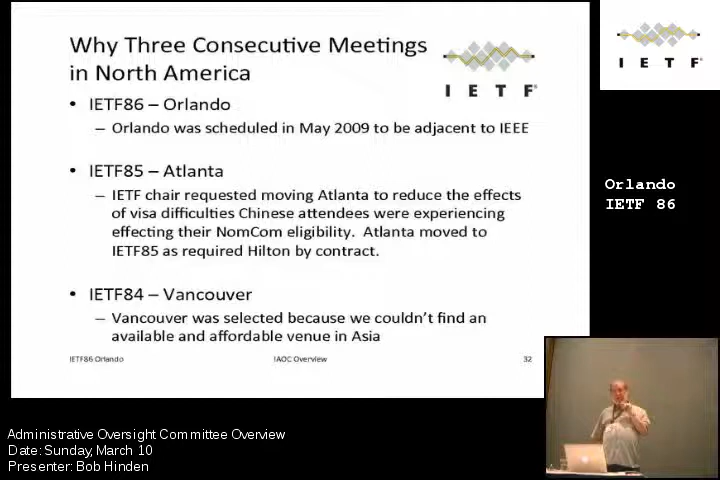 Why Three Consecutive Meetings
in North America
I E T F®
• IETF86 – Orlando
– Orlando was scheduled in May 2009 to be adjacent to IEEE
• IETF85 – Atlanta
– IETF chair requested moving Atlanta to reduce the effects
of visa difficulties Chinese attendees were experiencing
effecting their NomCom eligibility. Atlanta moved to
IETF85 as required Hilton by contract.
• IETF84 – Vancouver
– Vancouver was selected because we couldn't find an
available and affordable venue in Asia
IETF86 Orlando IAOC Overview 32
I E T F®
Orlando
IETF 86
Administrative Oversight Committee Overview
Date: Sunday, March 10
Presenter: Bob Hinden